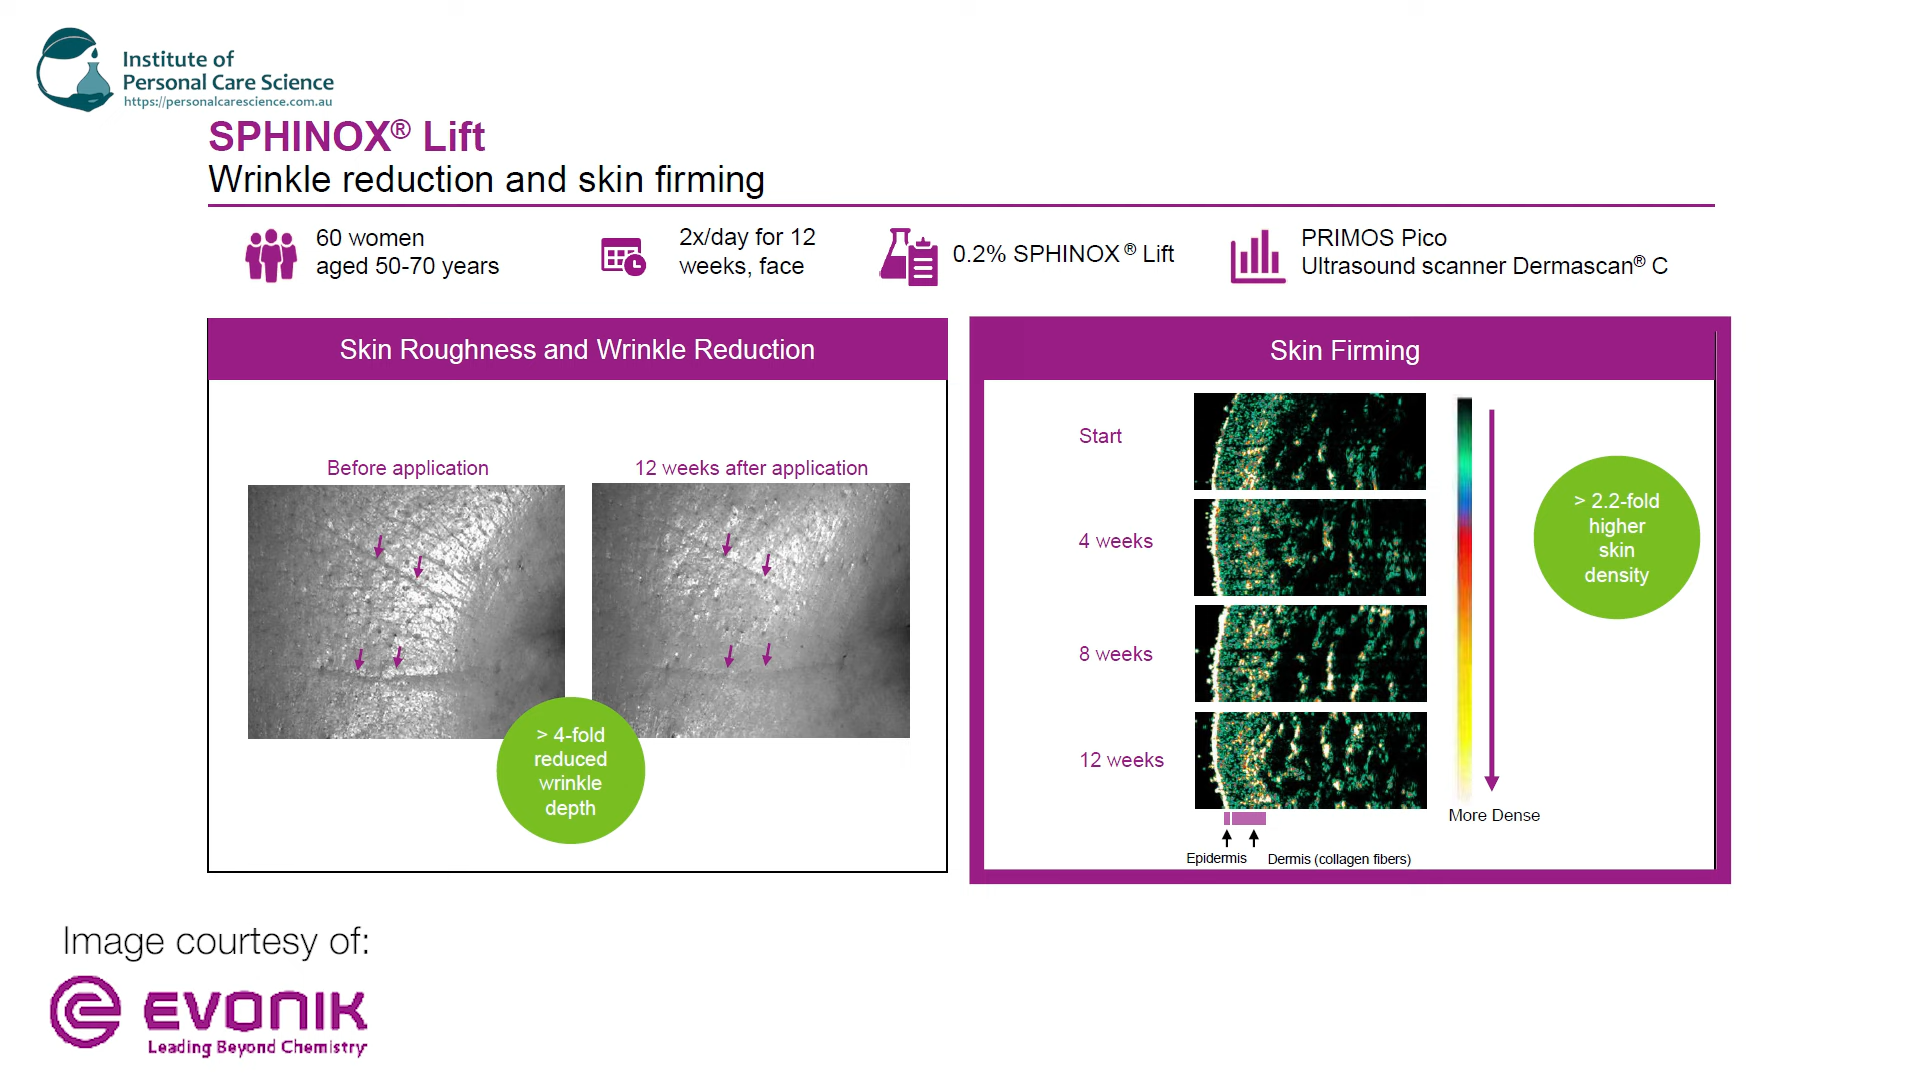 Institute of
Personal Care Science
https://personalcarescience.com.au
SPHINOX® Lift
Wrinkle reduction and skin firming
60 women
aged 50-70 years
2x/day for 12
weeks, face
0.2% SPHINOX ® Lift
PRIMOS Pico
Ultrasound scanner Dermascan® C
Skin Roughness and Wrinkle Reduction
Before application
12 weeks after application
> 4-fold
reduced
wrinkle
depth
Skin Firming
Start
4 weeks
8 weeks
12 weeks
> 2.2-fold
higher
skin
density
More Dense
Epidermis
Dermis (collagen fibers)
Image courtesy of:
EVONIK
Leading Beyond Chemistry